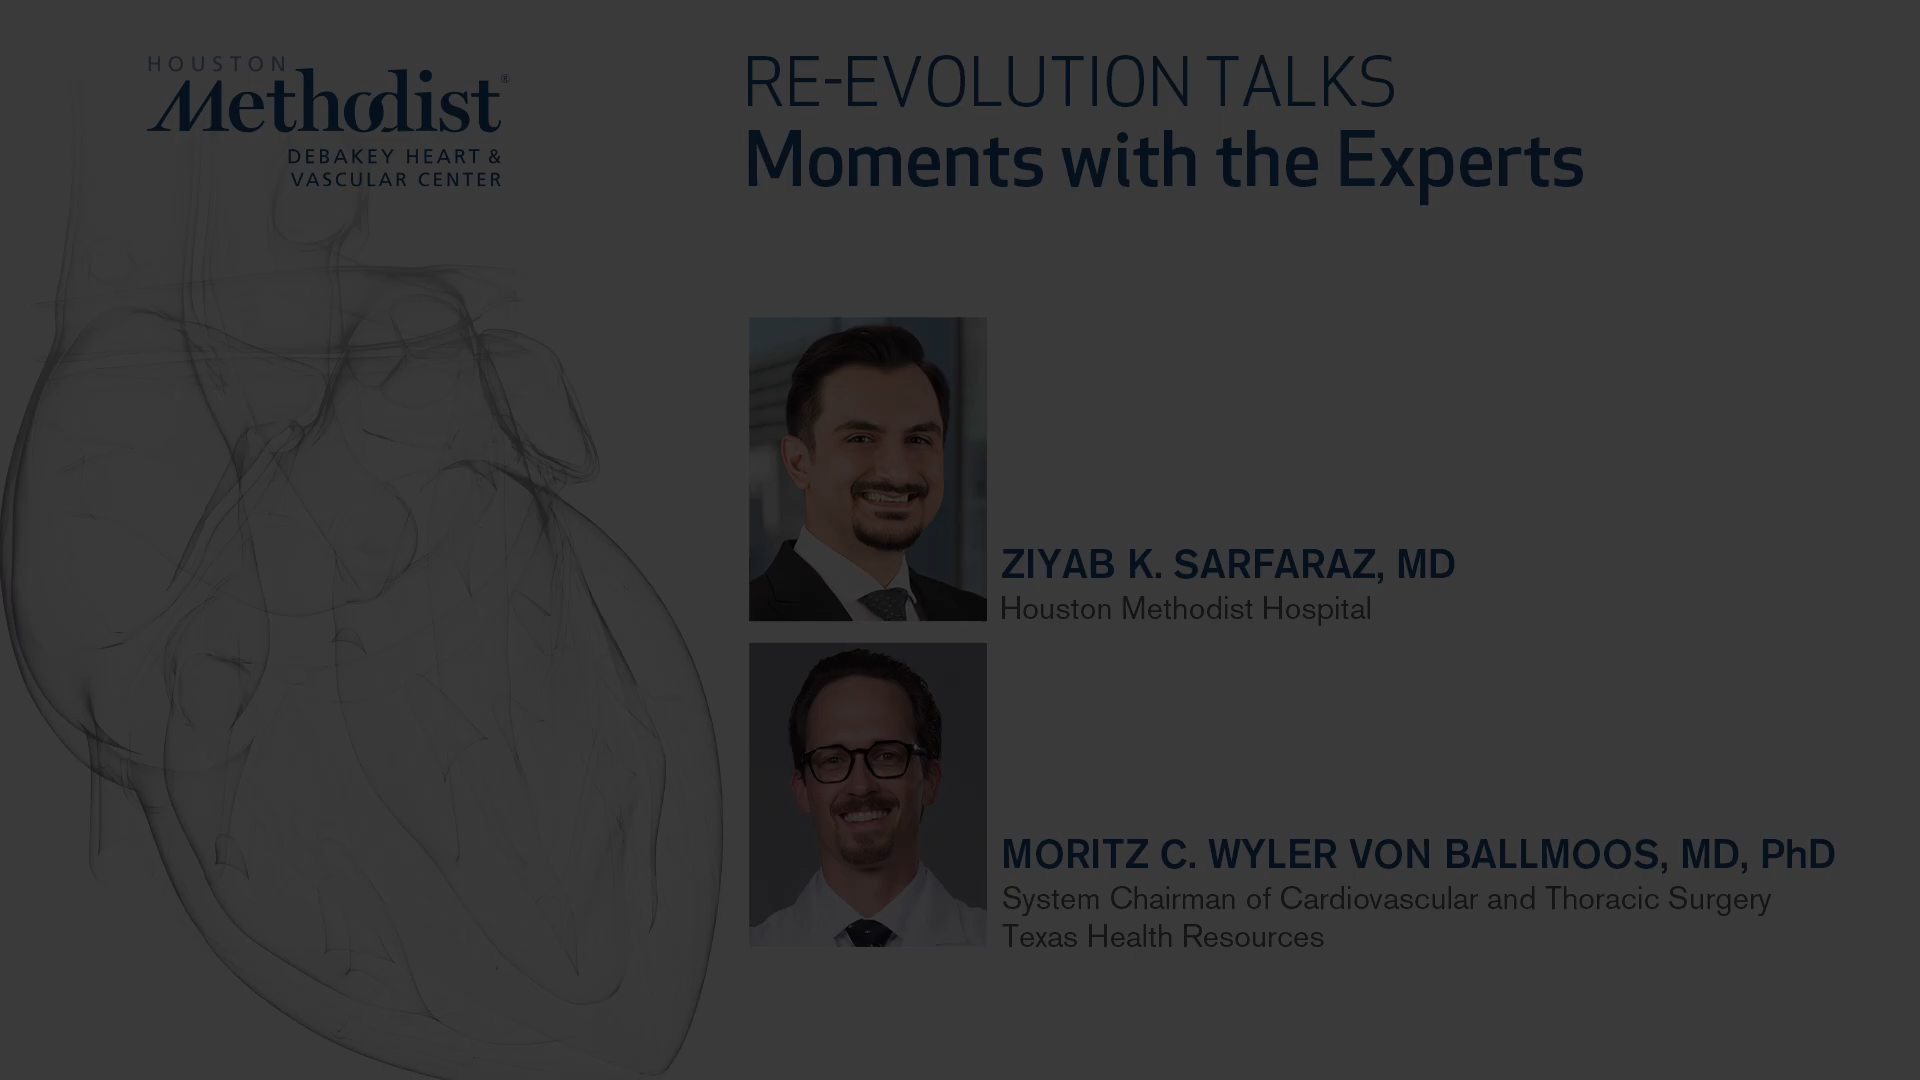 HOUSTON
Methodist®
DEBAKEY HEART &
VASCULAR CENTER
RE-EVOLUTION TALKS
Moments with the Experts
ZIYAB K. SARFARAZ, MD
Houston Methodist Hospital
MORITZ C. WYLER VON BALLMOOS, MD, PhD
System Chairman of Cardiovascular and Thoracic Surgery
Texas Health Resources